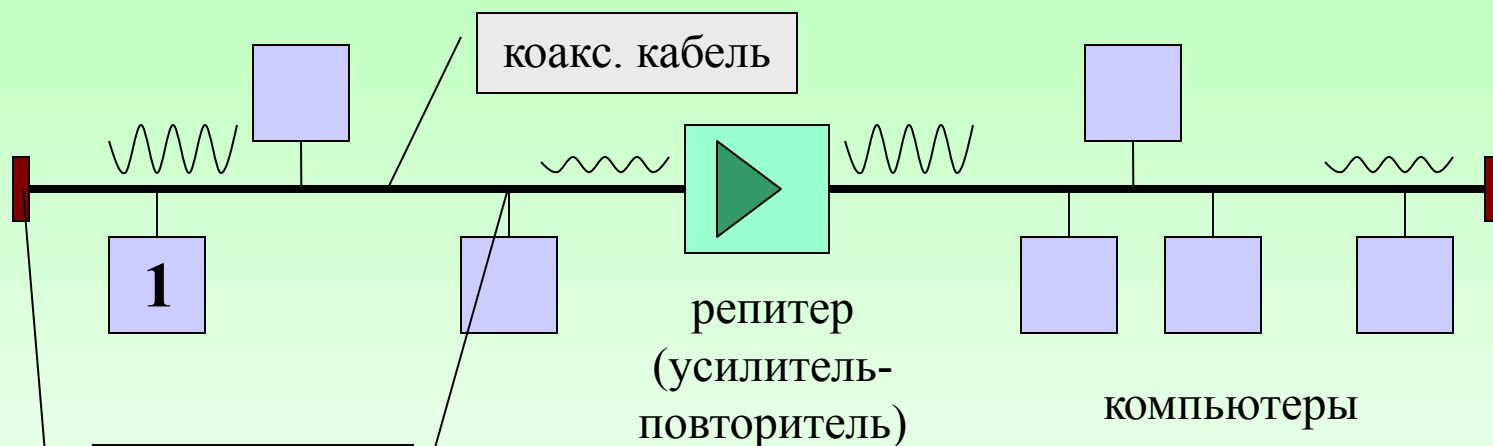 коакс. кабель
1
репитер
(усилитель-
повторитель)
компьютеры